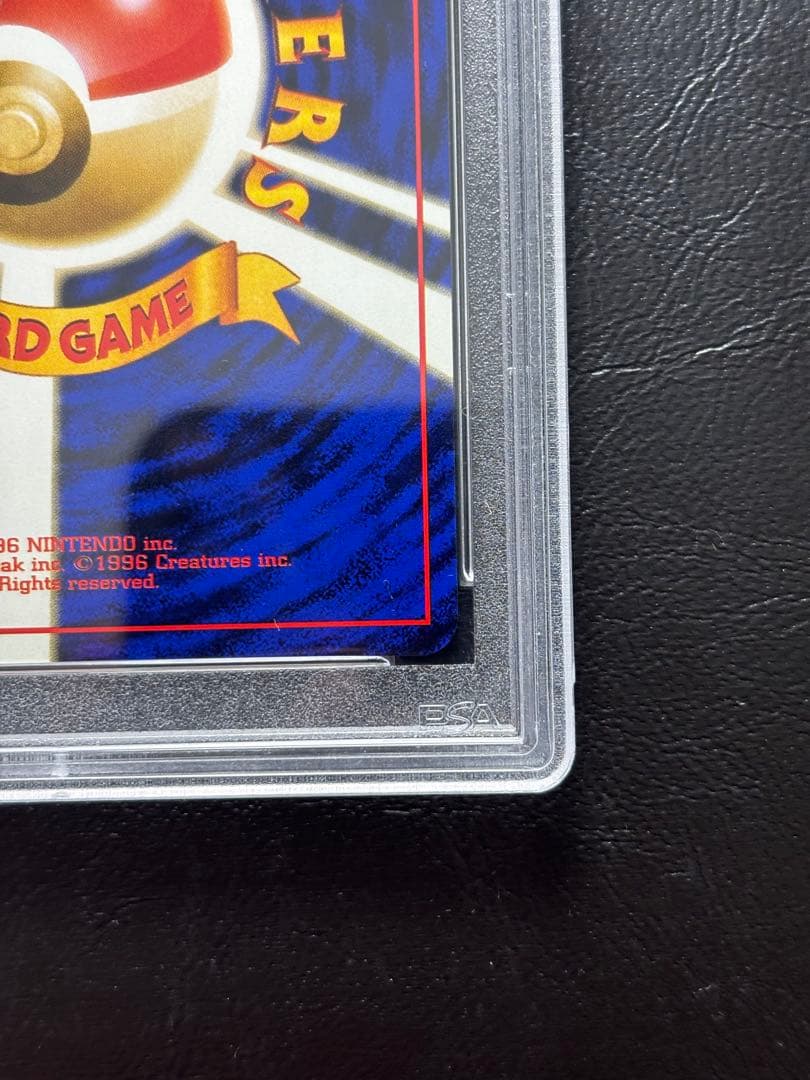 ERS
RD GAME
96 NINTENDO inc.
ak inc. ©1996 Creatures inc.
Rights reserved.
PSA